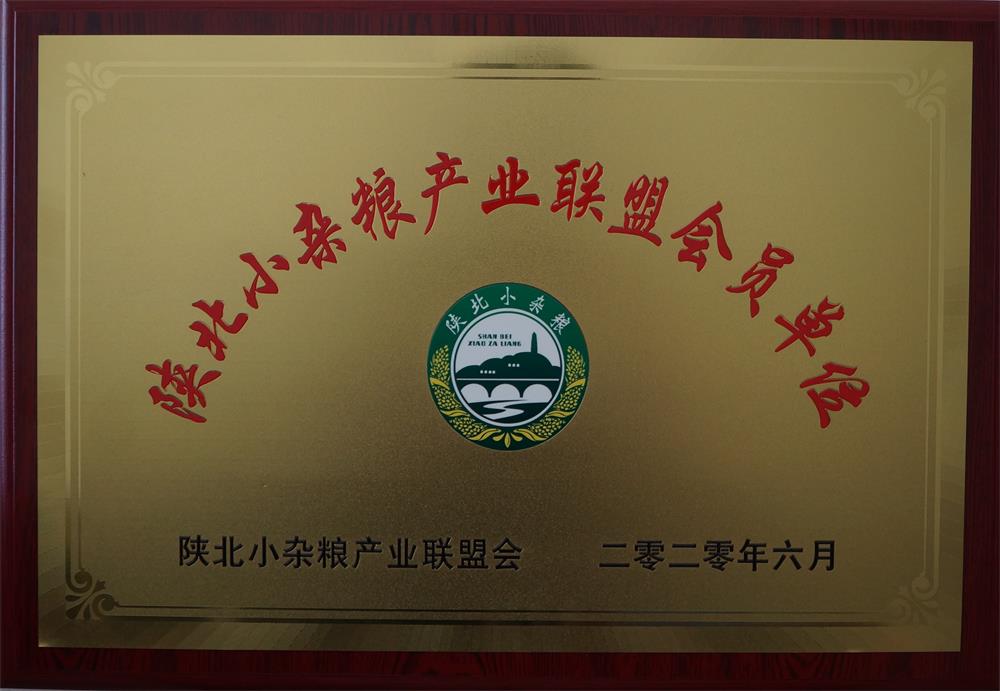 陕北小杂粮产业联盟会员单位
陕北小杂粮
SHAN BEI
XIAO ZA LIANG
陕北小杂粮产业联盟会 二零二零年六月